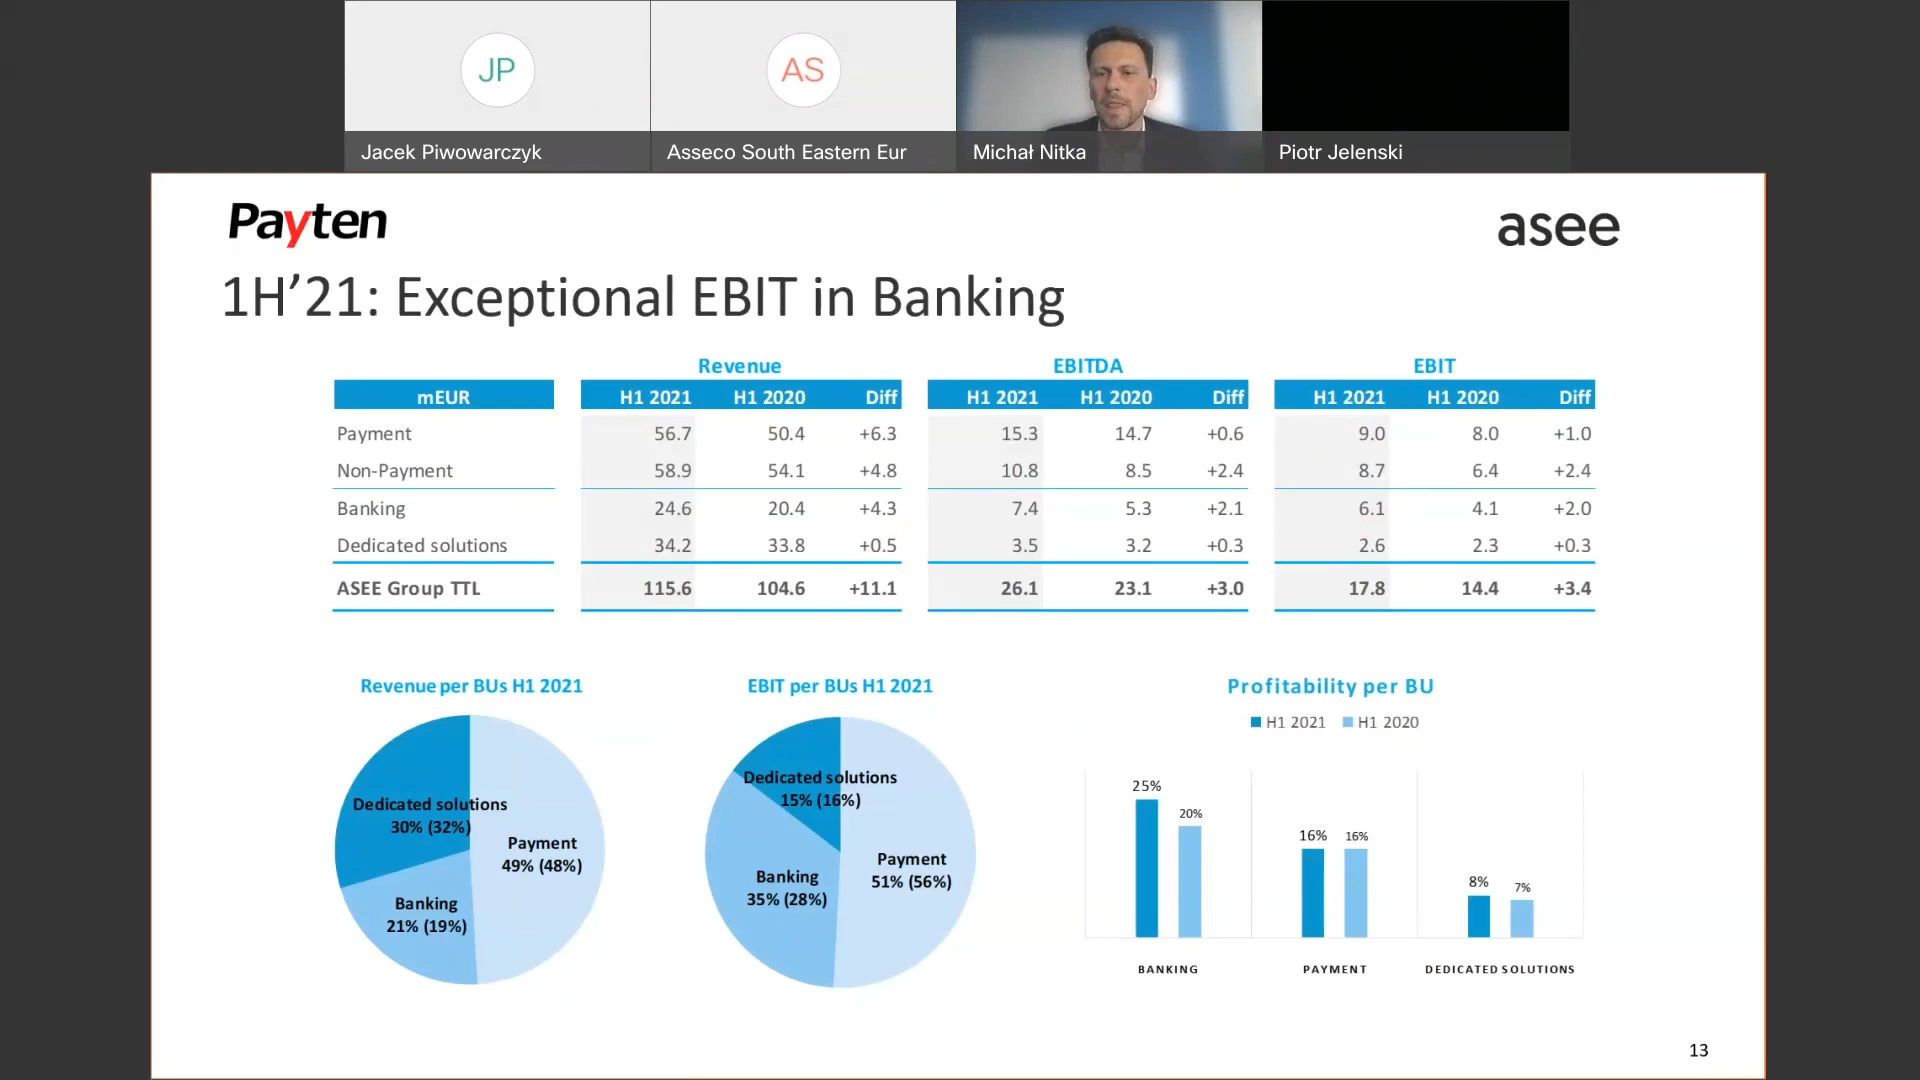 JP
AS
Jacek Piwowarczyk
Asseco South Eastern Eur
Michał Nitka
Piotr Jelenski
Payten
asee
1H’21: Exceptional EBIT in Banking
Revenue EBITDA EBIT
mEUR H1 2021 H1 2020 Diff H1 2021 H1 2020 Diff H1 2021 H1 2020 Diff
Payment 56.7 50.4 +6.3 15.3 14.7 +0.6 9.0 8.0 +1.0
Non-Payment 58.9 54.1 +4.8 10.8 8.5 +2.4 8.7 6.4 +2.4
Banking 24.6 20.4 +4.3 7.4 5.3 +2.1 6.1 4.1 +2.0
Dedicated solutions 34.2 33.8 +0.5 3.5 3.2 +0.3 2.6 2.3 +0.3
ASEE Group TTL 115.6 104.6 +11.1 26.1 23.1 +3.0 17.8 14.4 +3.4
Revenue per BUs H1 2021
Dedicated solutions
30% (32%)
Payment
49% (48%)
Banking
21% (19%)
EBIT per BUs H1 2021
Dedicated solutions
15% (16%)
Payment
51% (56%)
Banking
35% (28%)
Profitability per BU
H1 2021 H1 2020
25% 20% 16% 16% 8% 7%
BANKING PAYMENT DEDICATED SOLUTIONS
13